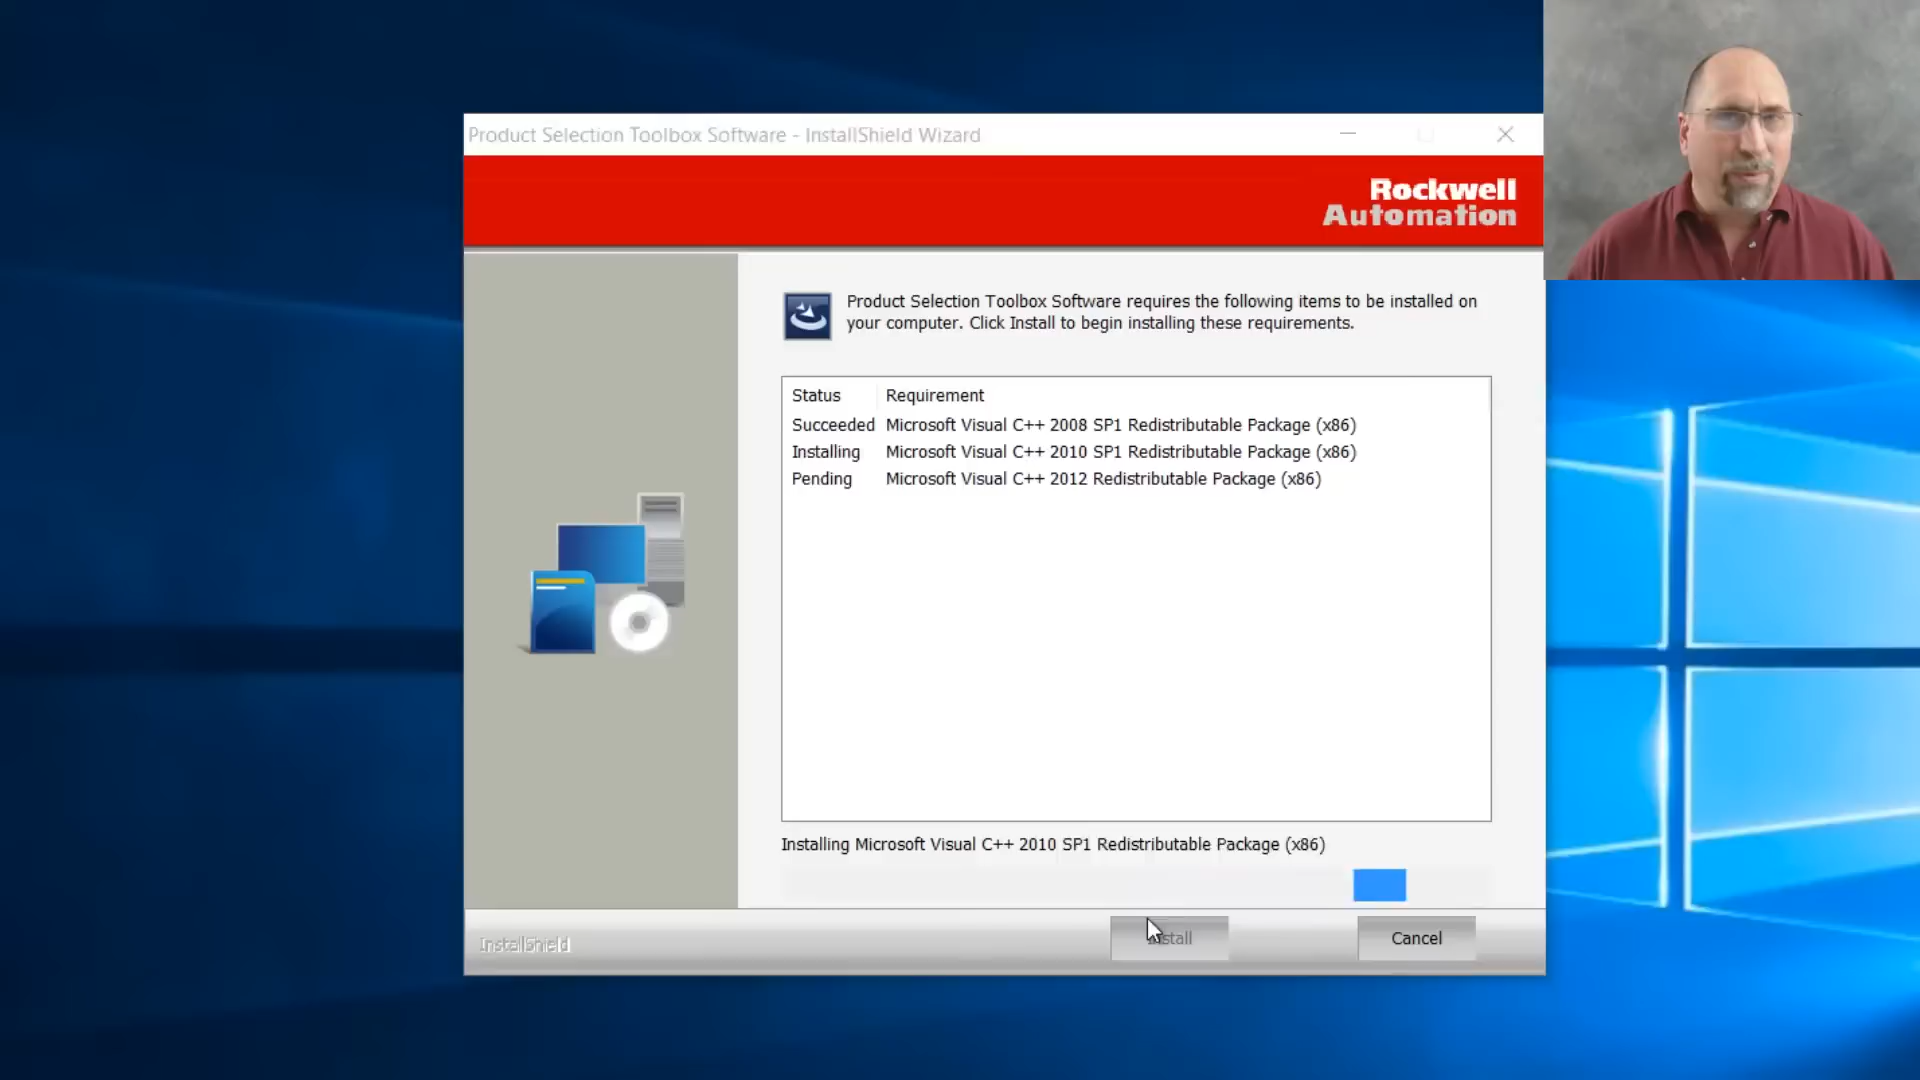 Product Selection Toolbox Software - InstallShield Wizard
Rockwell
Automation
Product Selection Toolbox Software requires the following items to be installed on
your computer. Click Install to begin installing these requirements.
Status Requirement
Succeeded Microsoft Visual C++ 2008 SP1 Redistributable Package (x86)
Installing Microsoft Visual C++ 2010 SP1 Redistributable Package (x86)
Pending Microsoft Visual C++ 2012 Redistributable Package (x86)
Installing Microsoft Visual C++ 2010 SP1 Redistributable Package (x86)
InstallShield
Install
Cancel